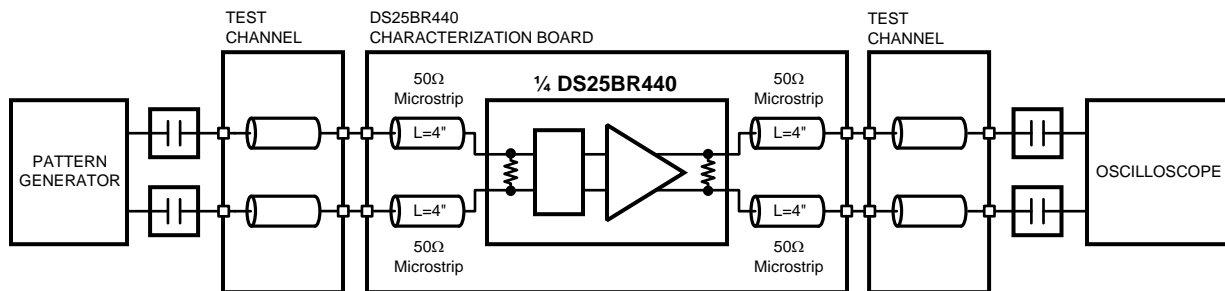 TEST
CHANNEL
DS25BR440
CHARACTERIZATION BOARD
TEST
CHANNEL
50Ω
Microstrip
¼ DS25BR440
50Ω
Microstrip
L=4"
L=4"
PATTERN
GENERATOR
OSCILLOSCOPE
L=4"
L=4"
50Ω
Microstrip
50Ω
Microstrip